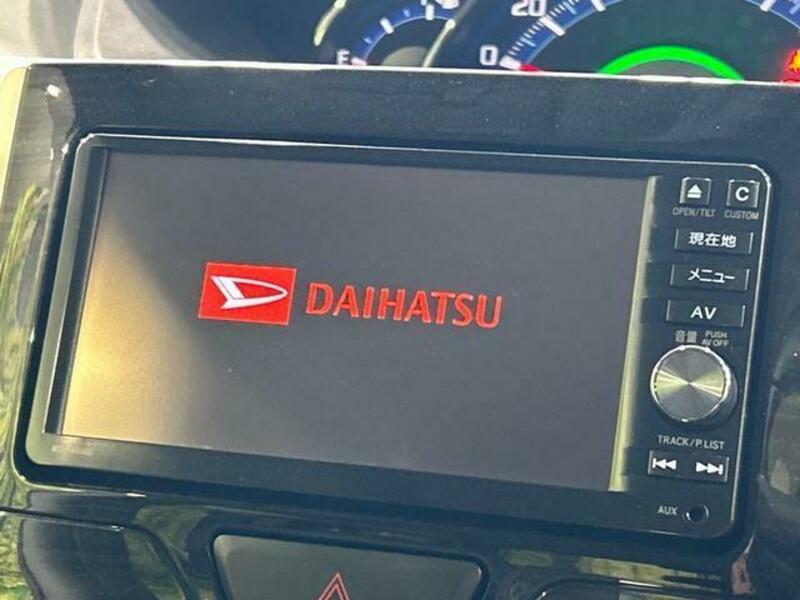 E
20
0
OPEN/TILT
C
CUSTOM
現在地
メニュー
AV
音量 PUSH
AV OFF
DAIHATSU
TRACK/P.LIST
AUX